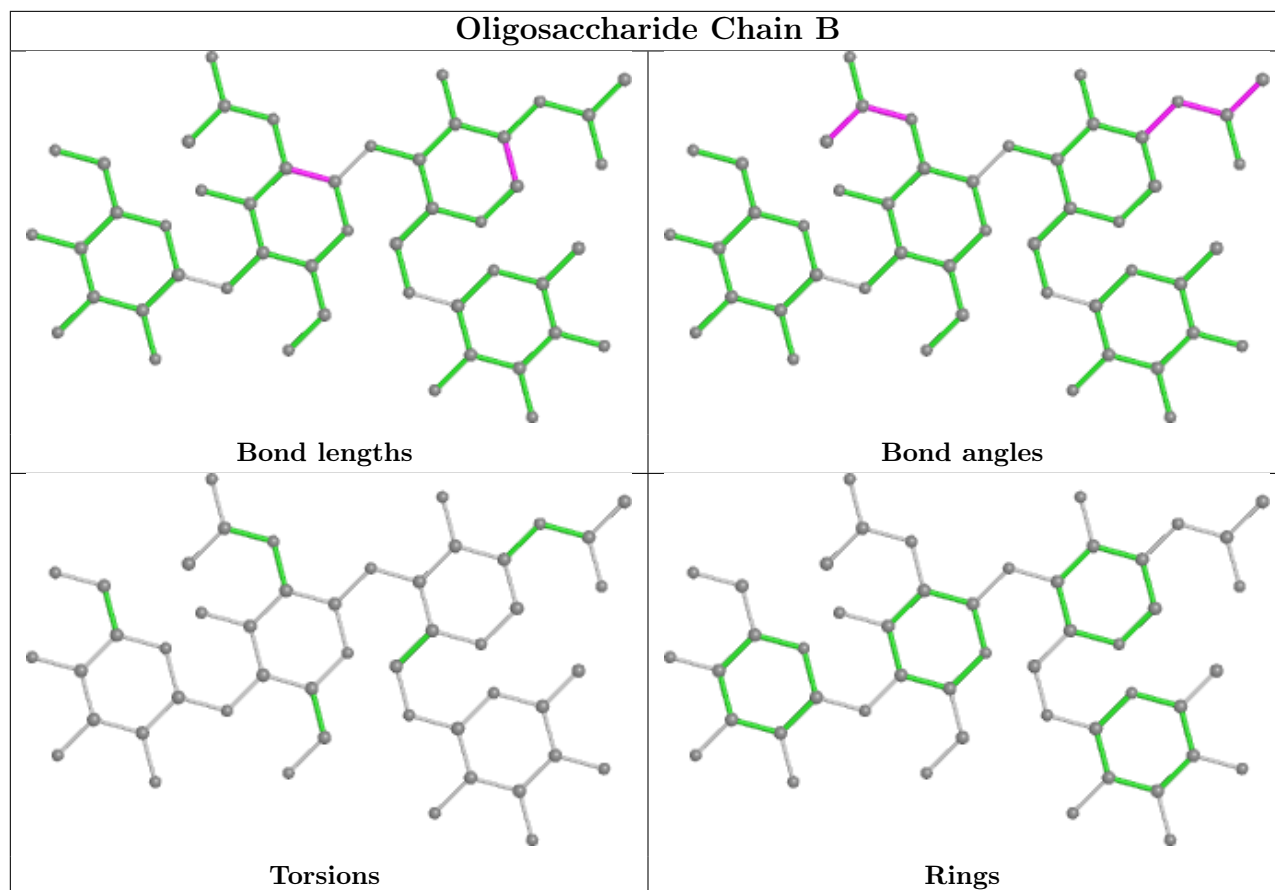 Oligosaccharide Chain B
Bond lengths
Bond angles
Torsions
Rings